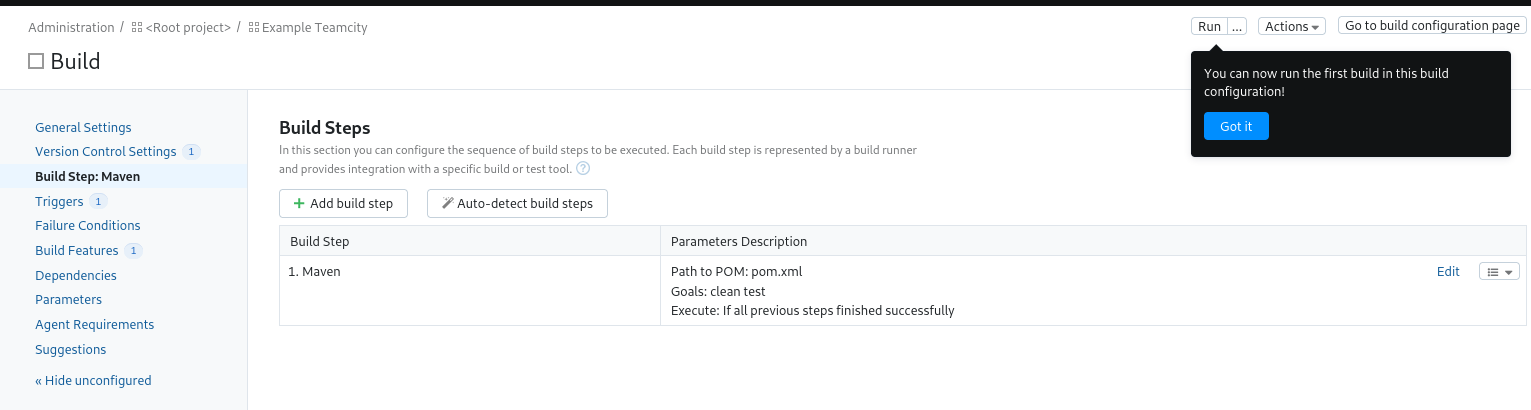 Administration / <Root project> / Example Teamcity
Run ... Actions Go to build configuration page
Build
You can now run the first build in this build
configuration!
Got it
General Settings
Version Control Settings 1
Build Step: Maven
Triggers 1
Failure Conditions
Build Features 1
Dependencies
Parameters
Agent Requirements
Suggestions
« Hide unconfigured
Build Steps
In this section you can configure the sequence of build steps to be executed. Each build step is represented by a build runner
and provides integration with a specific build or test tool. ?
+ Add build step Auto-detect build steps
Build Step Parameters Description
1. Maven Path to POM: pom.xml Edit
Goals: clean test
Execute: If all previous steps finished successfully